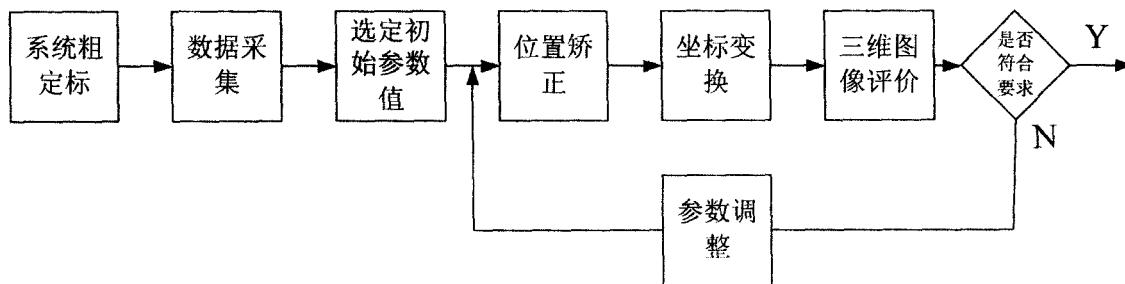 系统粗
定标
数据采
集
选定初
始参数
值
位置矫
正
坐标变
换
三维图
像评价
是否
符合
要求
Y
N
参数调
整